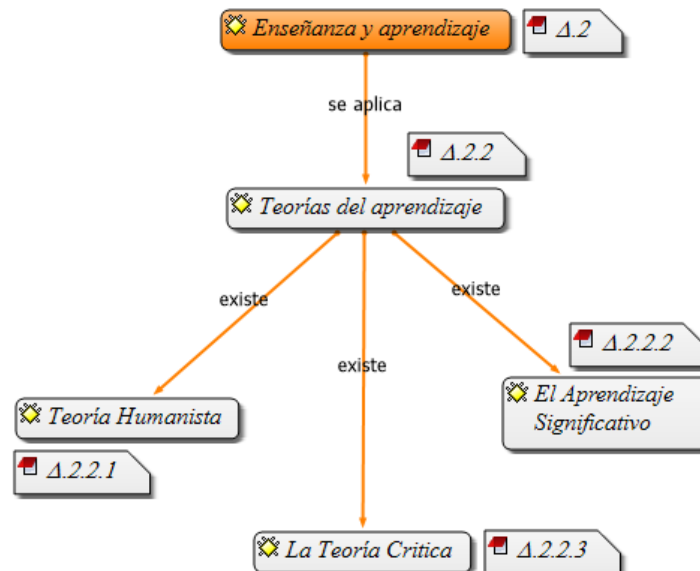 Enseñanza y aprendizaje
Δ.2
se aplica
Δ.2.2
Teorías del aprendizaje
existe
existe
existe
Δ.2.2.2
El Aprendizaje
Significativo
Teoría Humanista
Δ.2.2.1
La Teoría Critica
Δ.2.2.3